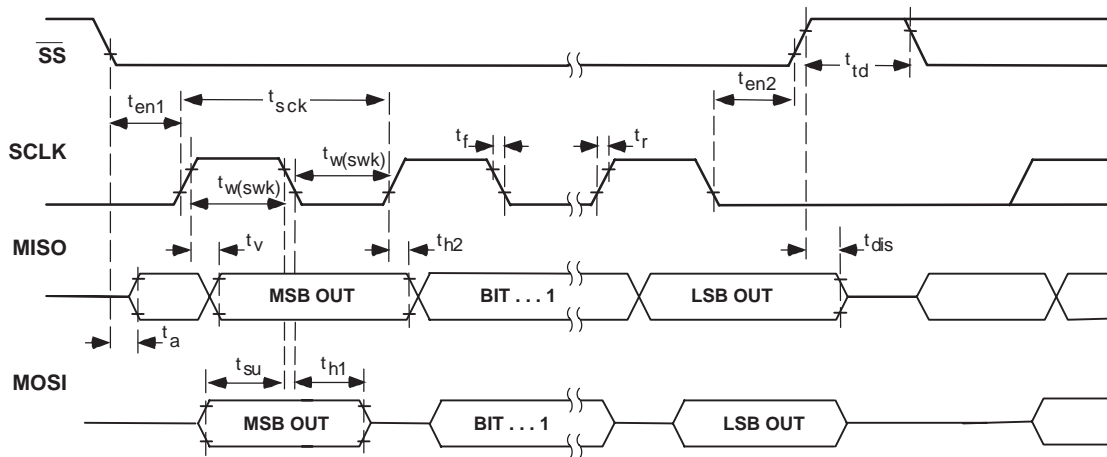 SS
t td
t en2
t en1
t sck
SCLK
t f
t r
t w(swk)
t w(swk)
MISO
t v
t h2
t dis
MSB OUT
BIT . . . 1
LSB OUT
t a
t su
t h1
MOSI
MSB OUT
BIT . . . 1
LSB OUT